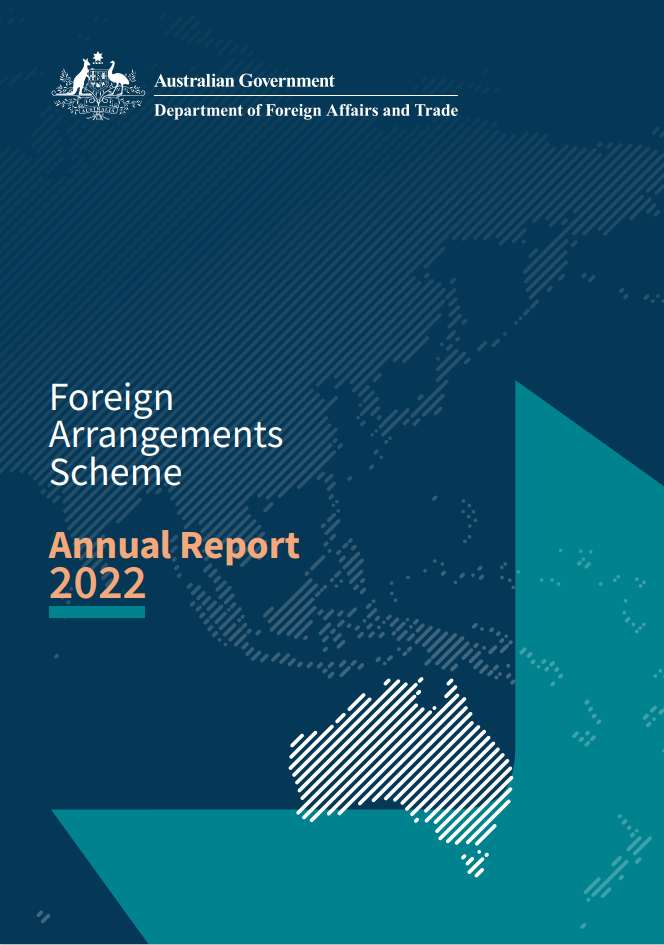 Australian Government
Department of Foreign Affairs and Trade
Foreign
Arrangements
Scheme
Annual Report
2022